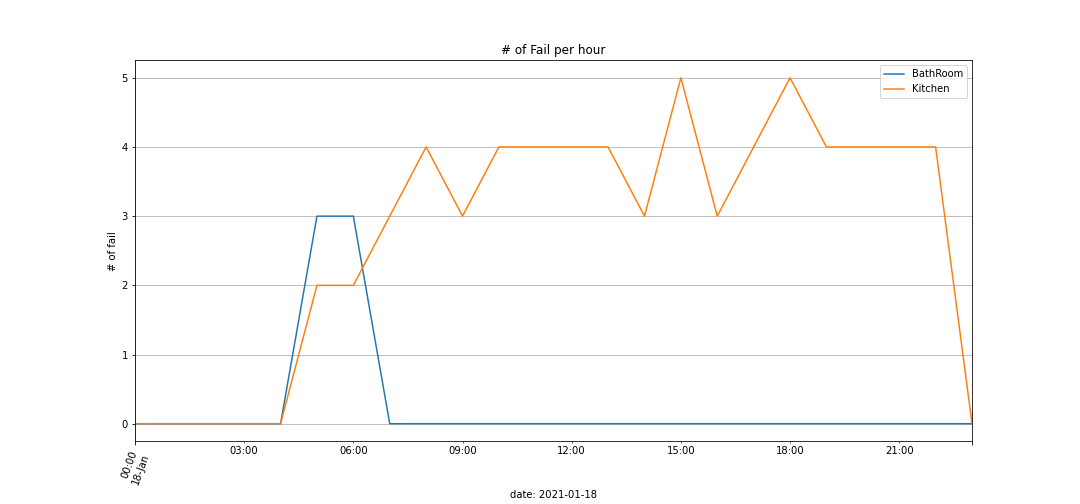 # of Fail per hour
BathRoom
Kitchen
# of fail
5
4
3
2
1
0
00:00
18-Jan
03:00
06:00
09:00
12:00
15:00
18:00
21:00
date: 2021-01-18